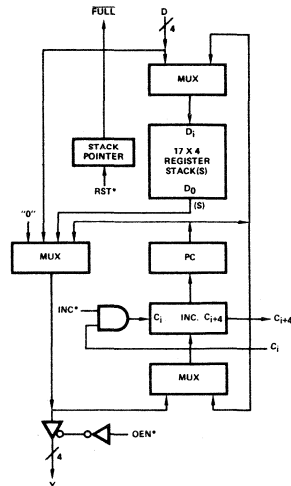 FULL
D
4
MUX
STACK
POINTER
RST*
Di
17 X 4
REGISTER
STACK(S)
D0
(S)
"0"
MUX
PC
INC*
Ci INC. Ci+4
Ci+4
Ci
MUX
OEN*
4
Y